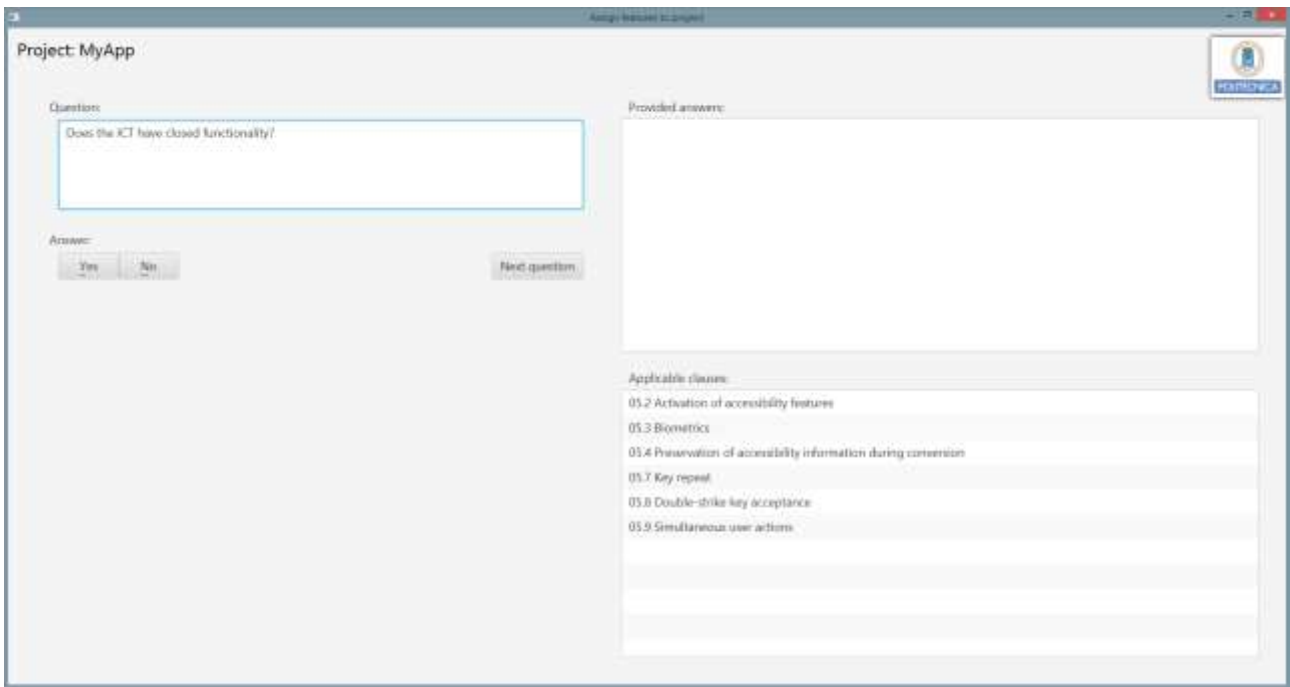 Assign features to project
Project: MyApp
POLITÉCNICA
Question:
Does the ICT have closed functionality?
Answer:
Yes
No
Next question
Provided answers:
Applicable clauses:
05.2 Activation of accessibility features
05.3 Biometrics
05.4 Preservation of accessibility information during conversion
05.7 Key repeat
05.8 Double-strike key acceptance
05.9 Simultaneous user actions